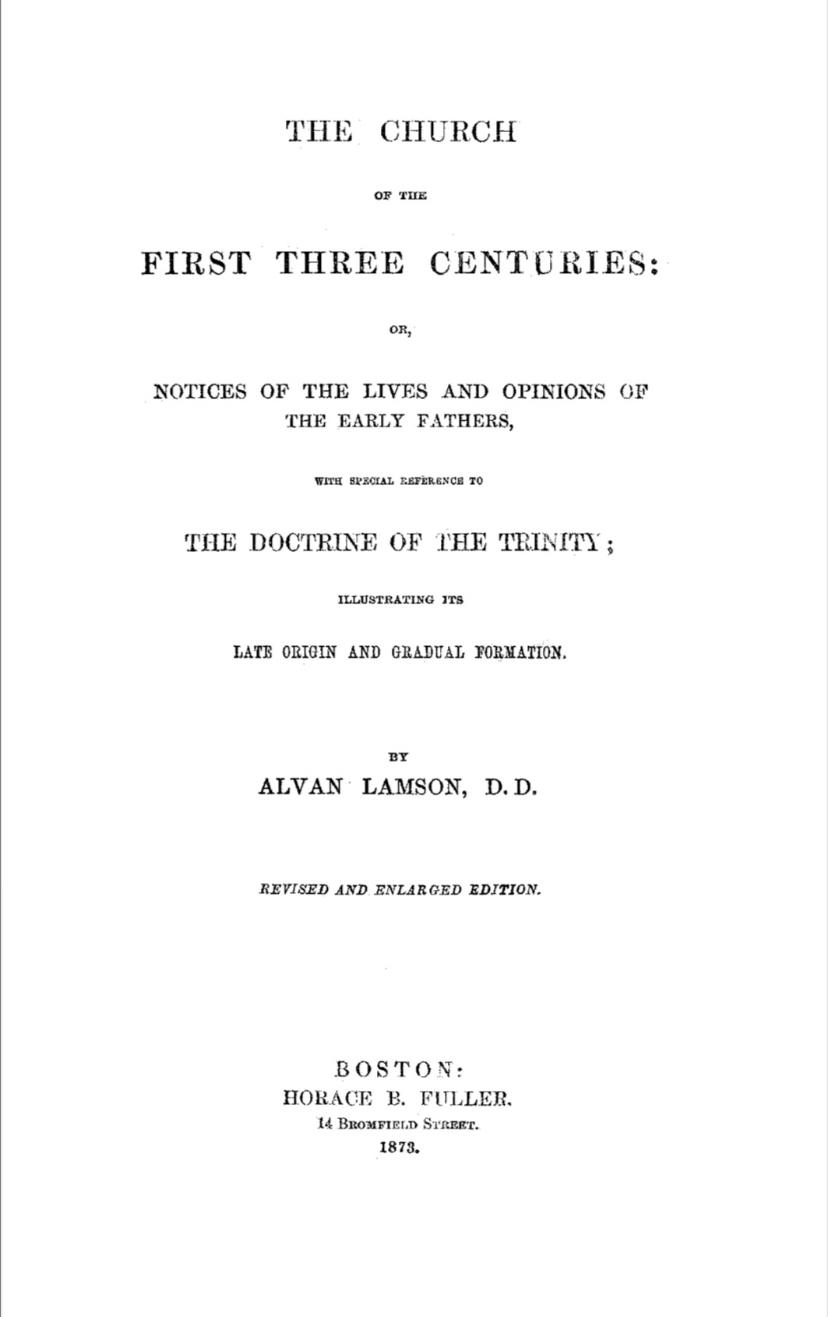 THE CHURCH
OF THE
FIRST THREE CENTURIES:
OR,
NOTICES OF THE LIVES AND OPINIONS OF
THE EARLY FATHERS,
WITH SPECIAL REFERENCE TO
THE DOCTRINE OF THE TRINITY;
ILLUSTRATING ITS
LATE ORIGIN AND GRADUAL FORMATION.
BY
ALVAN LAMSON, D.D.
REVISED AND ENLARGED EDITION.
BOSTON:
HORACE B. FULLER.
14 BROMFIELD STREET.
1873.